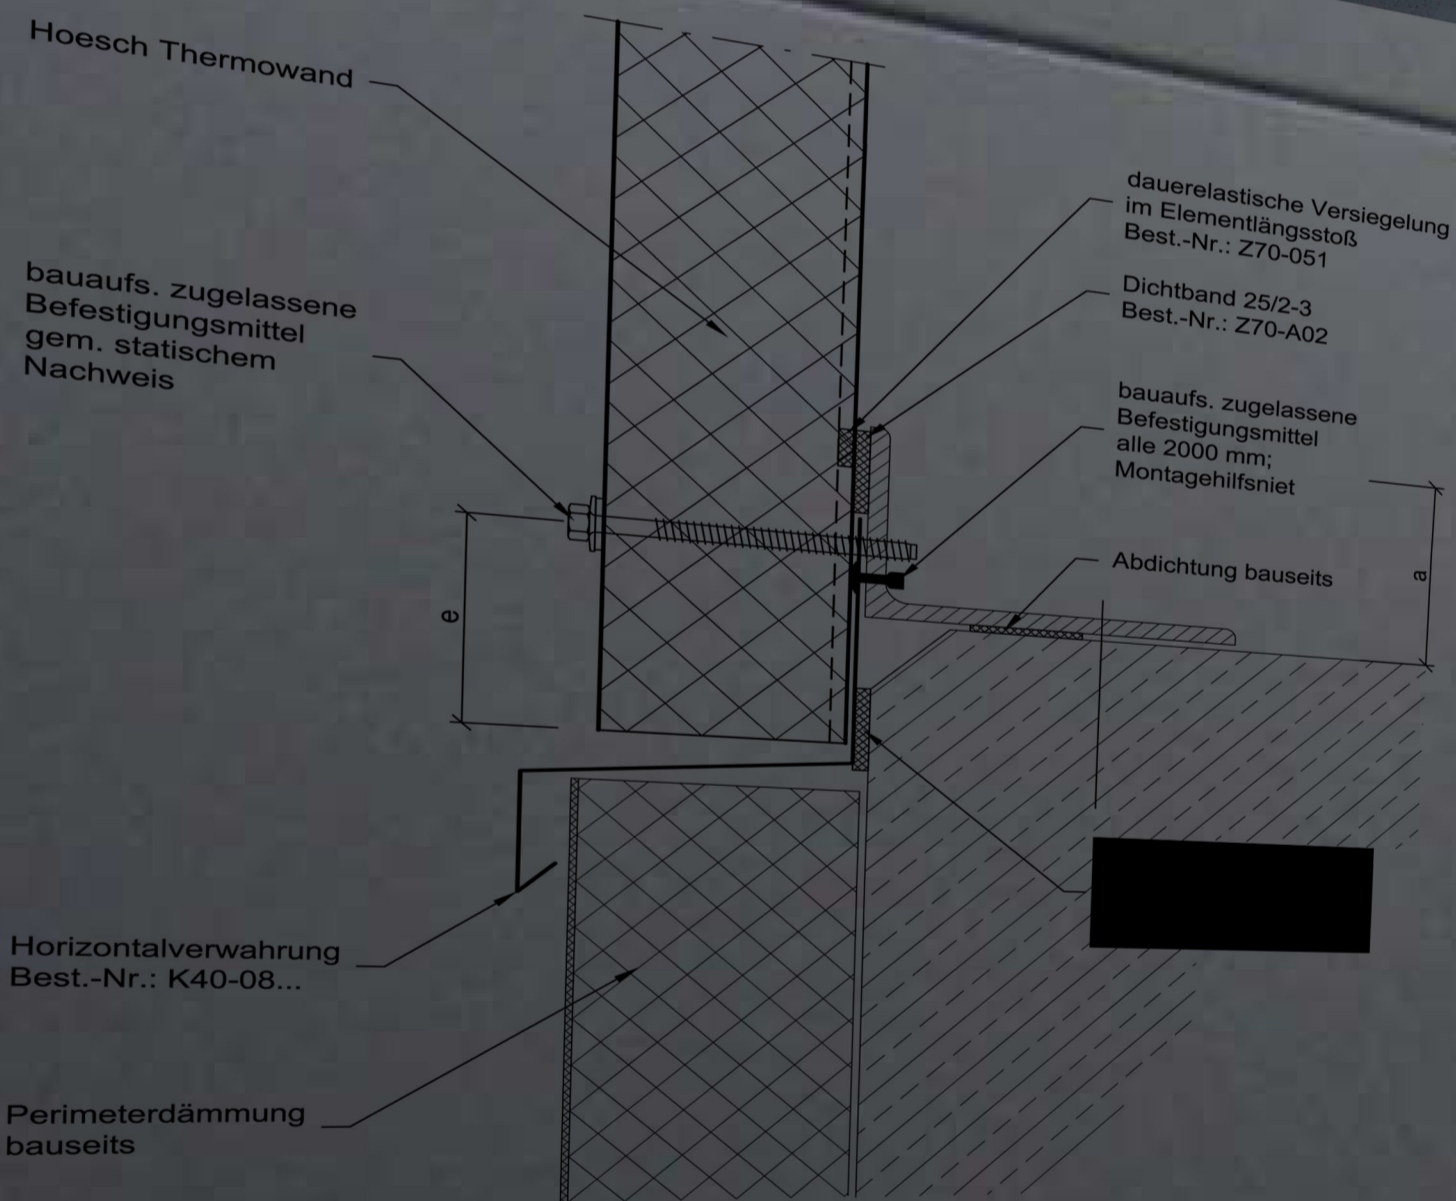 Hoesch Thermowand
bauaufs. zugelassene
Befestigungsmittel
gem. statischem
Nachweis
e
Horizontalverwahrung
Best.-Nr.: K40-08...
Perimeterdämmung
bauseits
dauerelastische Versiegelung
im Elementlängsstoß
Best.-Nr.: Z70-051
Dichtband 25/2-3
Best.-Nr.: Z70-A02
bauaufs. zugelassene
Befestigungsmittel
alle 2000 mm;
Montagehilfsniet
a
Abdichtung bauseits